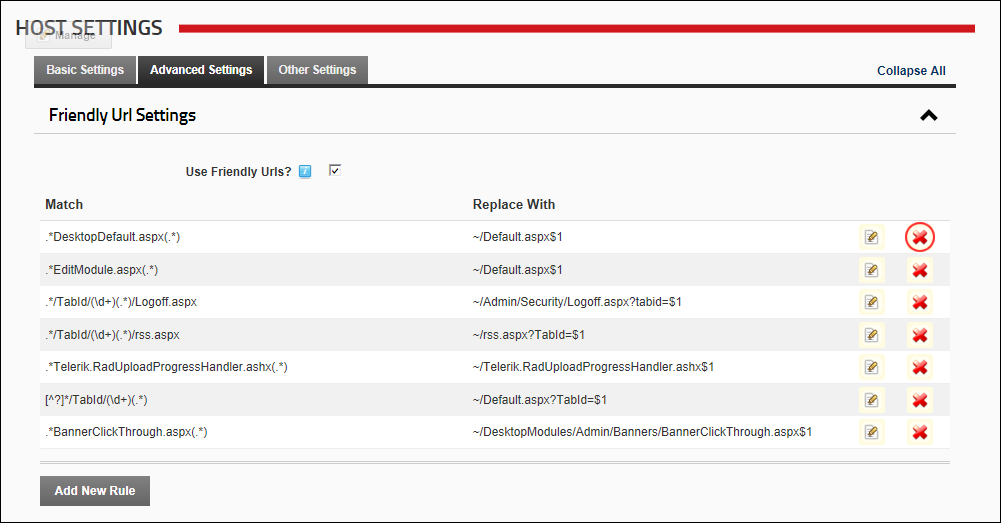 HOST SETTINGS
Manage
Basic Settings Advanced Settings Other Settings Collapse All
Friendly Url Settings
Use Friendly Urls?
Match Replace With
.*DesktopDefault.aspx(.*) ~/Default.aspx$1
.*EditModule.aspx(.*) ~/Default.aspx$1
.*/TabId/(\d+)(.*)/Logoff.aspx ~/Admin/Security/Logoff.aspx?tabid=$1
.*/TabId/(\d+)(.*)/rss.aspx ~/rss.aspx?TabId=$1
.*Telerik.RadUploadProgressHandler.ashx(.*) ~/Telerik.RadUploadProgressHandler.ashx$1
[^?]*/TabId/(\d+)(.*) ~/Default.aspx?TabId=$1
.*BannerClickThrough.aspx(.*) ~/DesktopModules/Admin/Banners/BannerClickThrough.aspx$1
Add New Rule